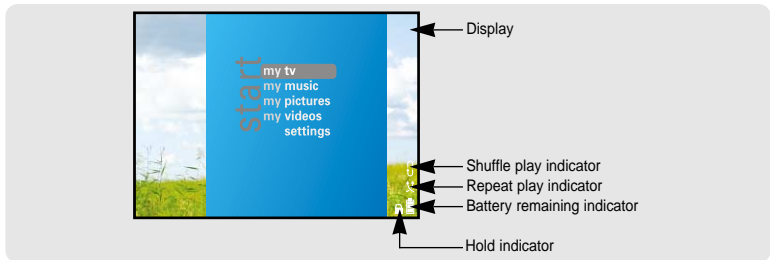 Display
start
my tv
my music
my pictures
my videos
settings
Shuffle play indicator
Repeat play indicator
Battery remaining indicator
Hold indicator